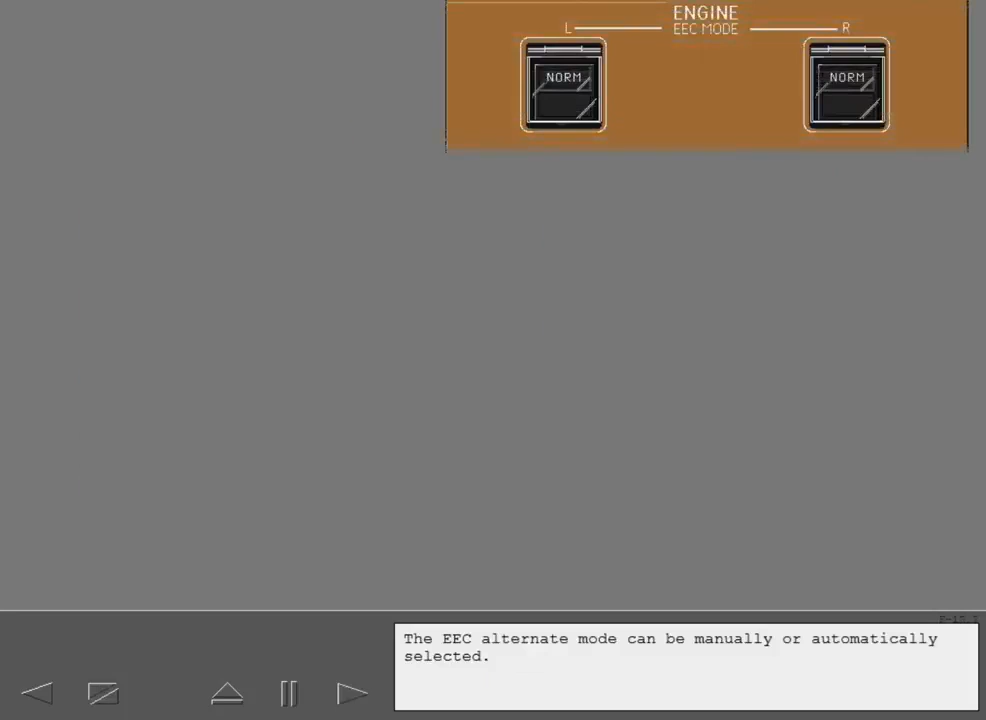 ENGINE
L EEC MODE R
NORM NORM
The EEC alternate mode can be manually or automatically
selected.